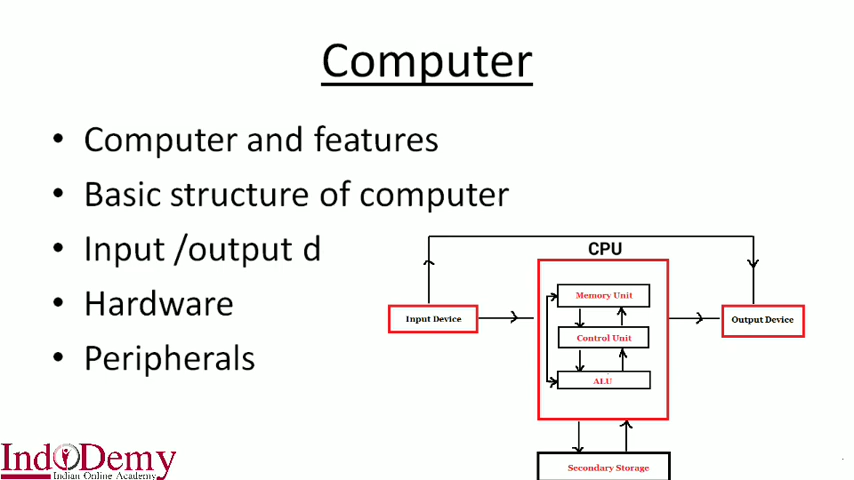 Computer
• Computer and features
• Basic structure of computer
• Input /output d
• Hardware
• Peripherals
CPU
Memory Unit
Input Device
Control Unit
Output Device
ALU
Secondary Storage
IndoDemy
Indian Online Academy